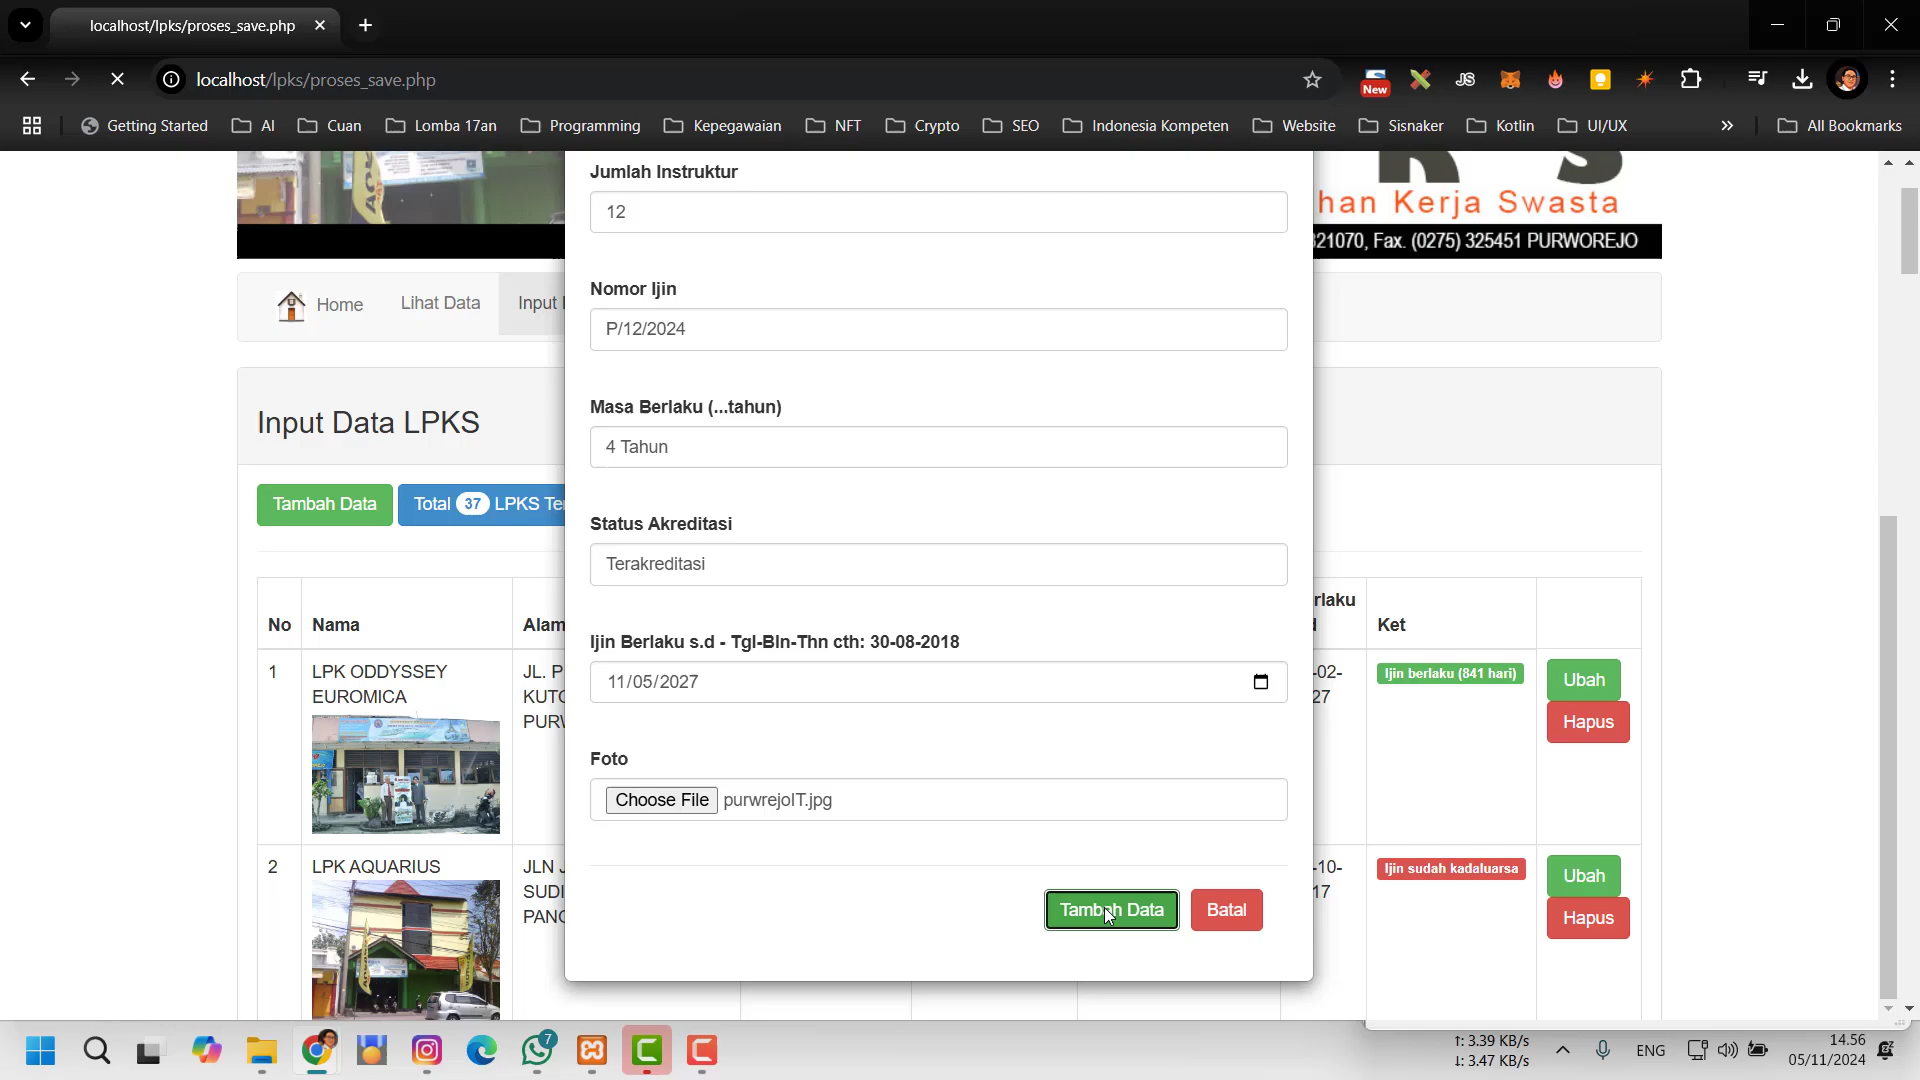 localhost/lpks/proses_save.php
localhost/lpks/proses_save.php
New
JS
Getting Started
AI
Cuan
Lomba 17an
Programming
Kepegawaian
NFT
Crypto
SEO
Indonesia Kompeten
Website
Sisnaker
Kotlin
UI/UX
All Bookmarks
han Kerja Swasta
321070, Fax. (0275) 325451 PURWOREJO
Home
Lihat Data
Input
Input Data LPKS
Tambah Data
Total 37 LPKS Te
No
Nama
Alam
rlaku
Ket
1
LPK ODDYSSEY
EUROMICA
JL. P
KUTO
PURW
-02-
27
Ijin berlaku (841 hari)
Ubah
Hapus
2
LPK AQUARIUS
JLN J
SUDI
PANG
-10-
17
Ijin sudah kadaluarsa
Ubah
Hapus
Jumlah Instruktur
12
Nomor Ijin
P/12/2024
Masa Berlaku (...tahun)
4 Tahun
Status Akreditasi
Terakreditasi
Ijin Berlaku s.d - Tgl-Bln-Thn cth: 30-08-2018
11/05/2027
Foto
Choose File purwrejoIT.jpg
Tambah Data
Batal
7
↑: 3.39 KB/s
↓: 3.47 KB/s
ENG
14.56
05/11/2024